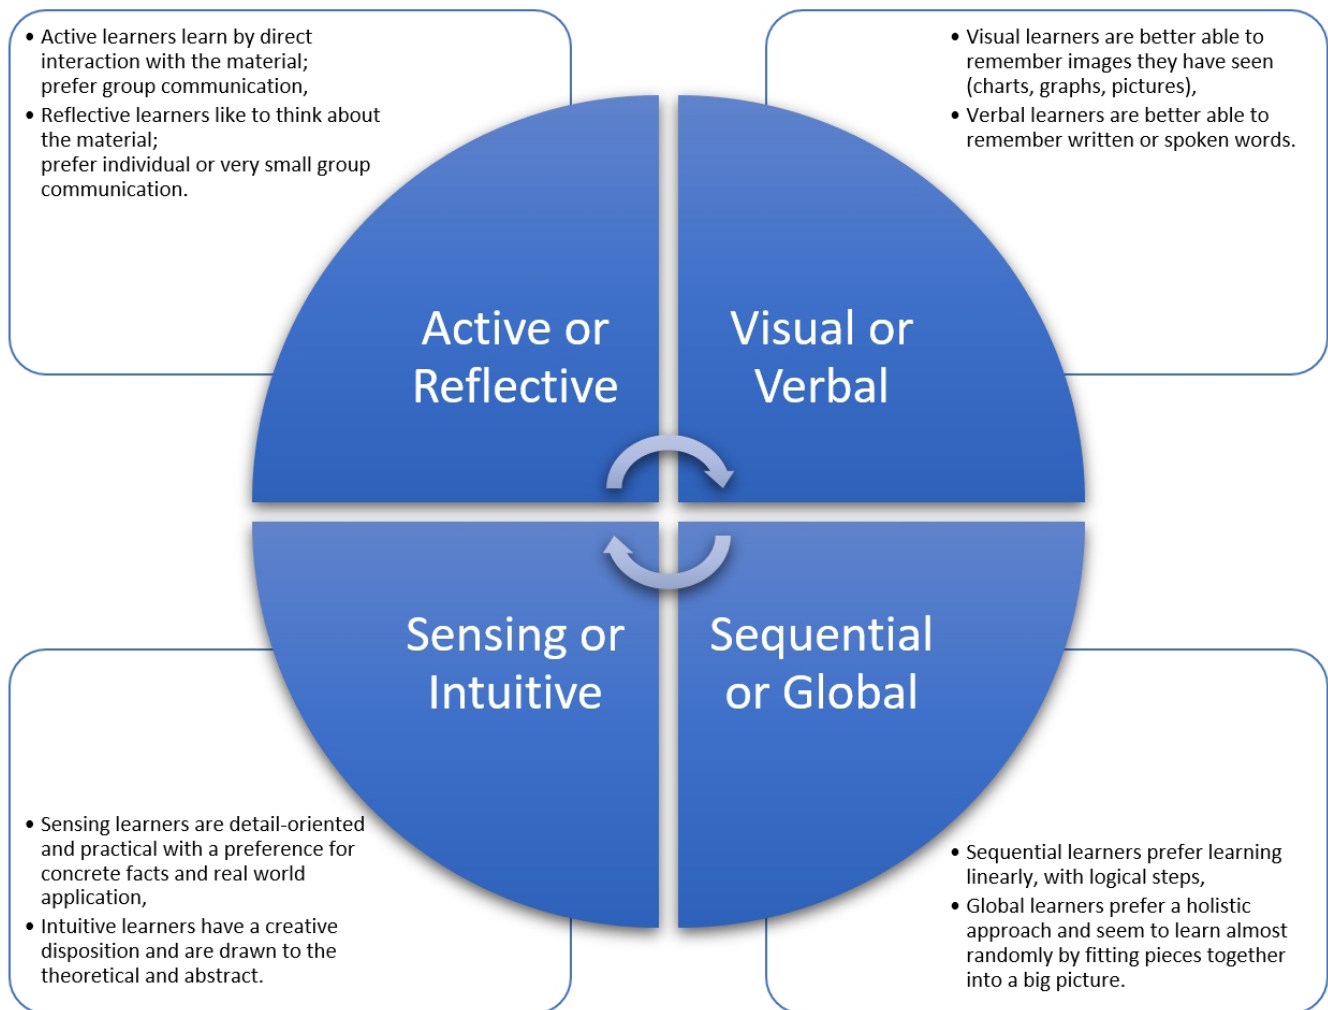 • Active learners learn by direct
interaction with the material;
prefer group communication,
• Reflective learners like to think about
the material;
prefer individual or very small group
communication.
• Visual learners are better able to
remember images they have seen
(charts, graphs, pictures),
• Verbal learners are better able to
remember written or spoken words.
Active or
Reflective
Visual or
Verbal
Sensing or
Intuitive
Sequential
or Global
• Sensing learners are detail-oriented
and practical with a preference for
concrete facts and real world
application,
• Intuitive learners have a creative
disposition and are drawn to the
theoretical and abstract.
• Sequential learners prefer learning
linearly, with logical steps,
• Global learners prefer a holistic
approach and seem to learn almost
randomly by fitting pieces together
into a big picture.